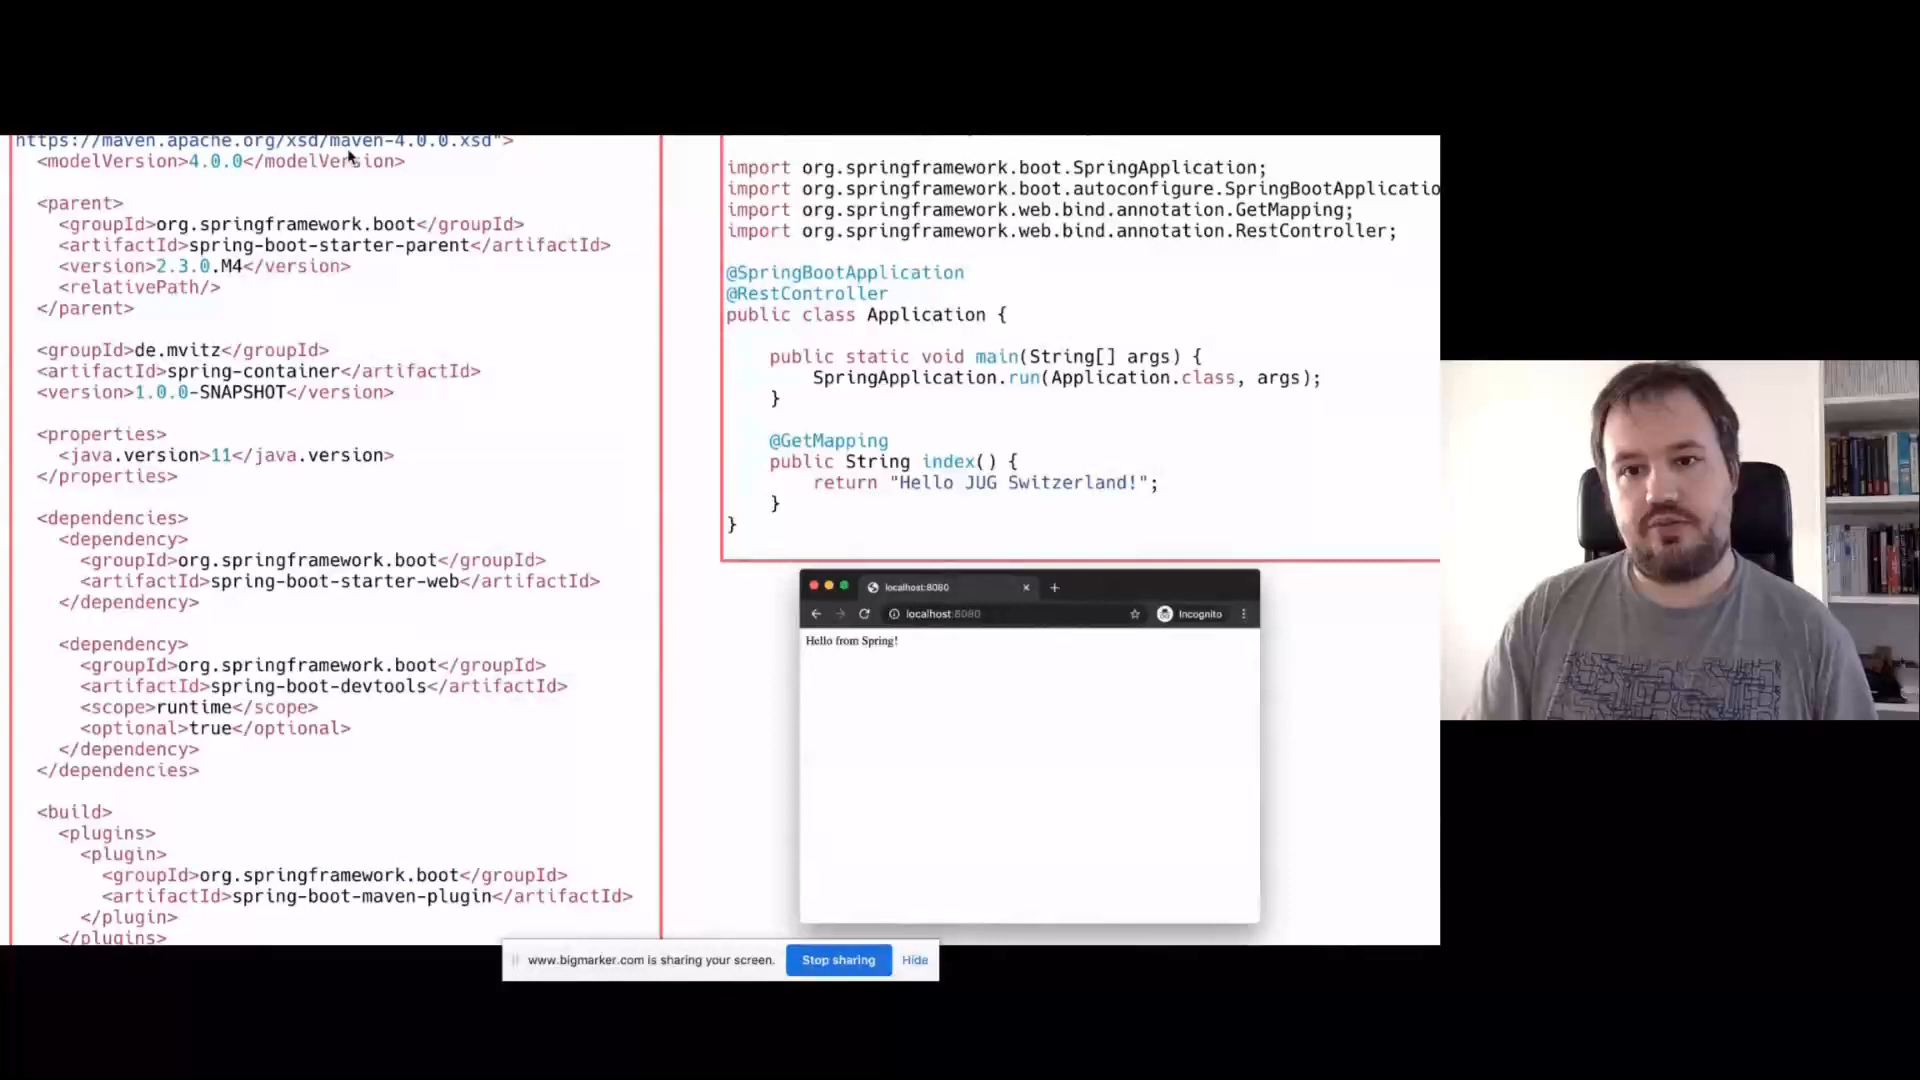 https://maven.apache.org/xsd/maven-4.0.0.xsd">
<modelVersion>4.0.0</modelVersion>
<parent>
<groupId>org.springframework.boot</groupId>
<artifactId>spring-boot-starter-parent</artifactId>
<version>2.3.0.M4</version>
<relativePath/>
</parent>
<groupId>de.mvitz</groupId>
<artifactId>spring-container</artifactId>
<version>1.0.0-SNAPSHOT</version>
<properties>
<java.version>11</java.version>
</properties>
<dependencies>
<dependency>
<groupId>org.springframework.boot</groupId>
<artifactId>spring-boot-starter-web</artifactId>
</dependency>
<dependency>
<groupId>org.springframework.boot</groupId>
<artifactId>spring-boot-devtools</artifactId>
<scope>runtime</scope>
<optional>true</optional>
</dependency>
</dependencies>
<build>
<plugins>
<plugin>
<groupId>org.springframework.boot</groupId>
<artifactId>spring-boot-maven-plugin</artifactId>
</plugin>
</plugins>
import org.springframework.boot.SpringApplication;
import org.springframework.boot.autoconfigure.SpringBootApplicatio
import org.springframework.web.bind.annotation.GetMapping;
import org.springframework.web.bind.annotation.RestController;
@SpringBootApplication
@RestController
public class Application {
public static void main(String[] args) {
SpringApplication.run(Application.class, args);
}
@GetMapping
public String index() {
return "Hello JUG Switzerland!";
}
}
localhost:8080
localhost:8080
Incognito
Hello from Spring!
www.bigmarker.com is sharing your screen.
Stop sharing
Hide